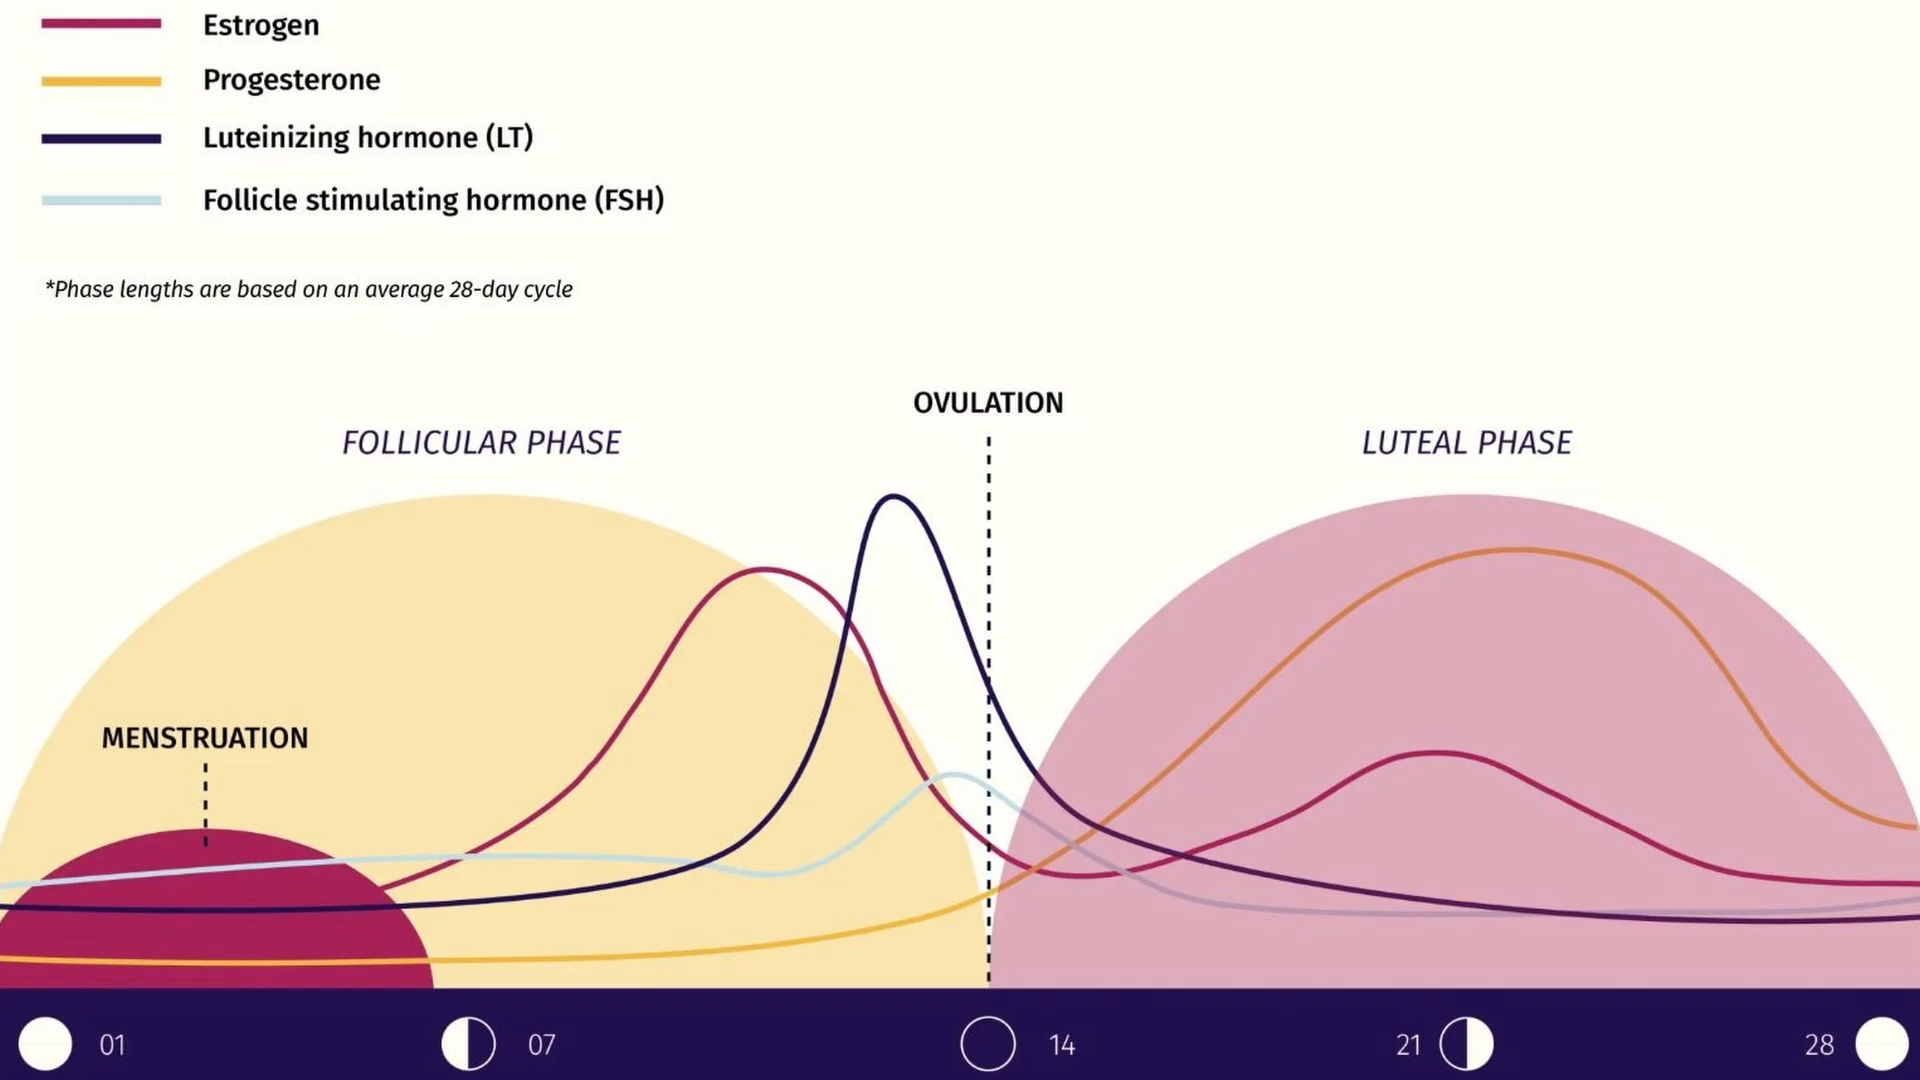 Estrogen
Progesterone
Luteinizing hormone (LT)
Follicle stimulating hormone (FSH)
*Phase lengths are based on an average 28-day cycle
OVULATION
FOLLICULAR PHASE
LUTEAL PHASE
MENSTRUATION
01 07 14 21 28